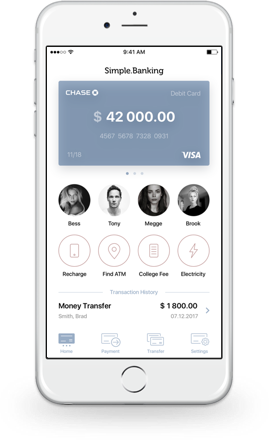 9:41 AM
Simple.Banking
CHASE Debit Card
$ 42 000.00
4567 5678 7328 0931
11/18 VISA
Bess Tony Megge Brook
Recharge Find ATM College Fee Electricity
Transaction History
Money Transfer $ 1 800.00
Smith, Brad 07.12.2017
Home Payment Transfer Settings